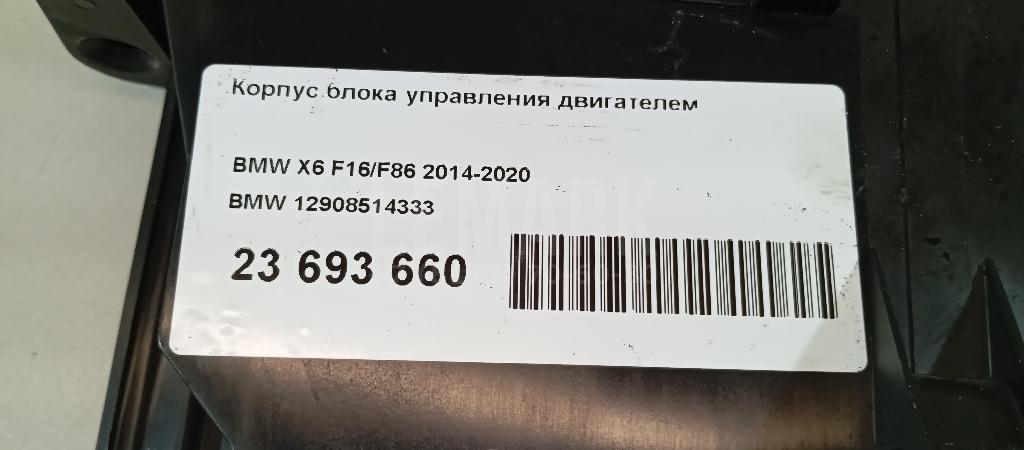 Корпус блока управления двигателем
BMW X6 F16/F86 2014-2020
BMW 12908514333
23 693 660